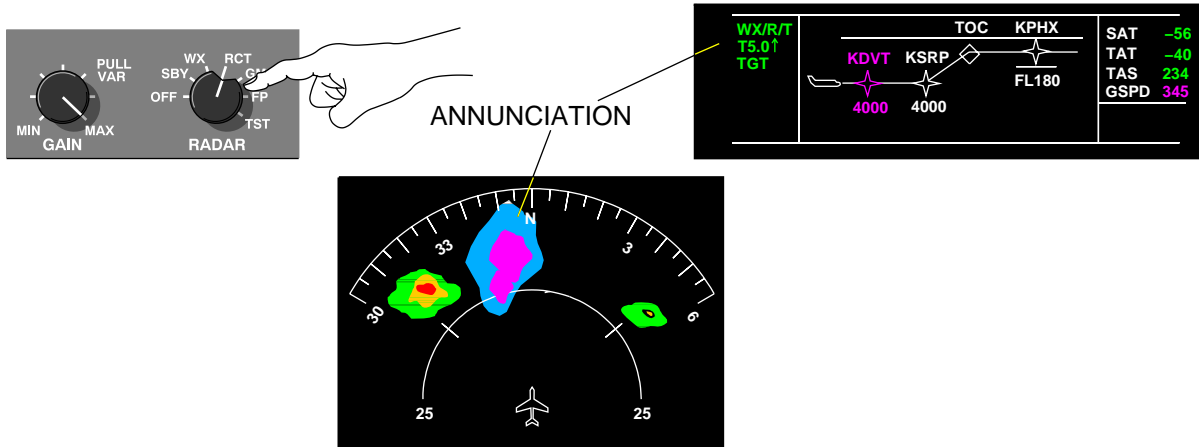 PULL
VAR
MIN
MAX
GAIN
OFF
SBY
WX
RCT
FP
TST
RADAR
ANNUNCIATION
WX/R/T
T5.0↑
TGT
TOC
KPHX
KDVT
KSRP
FL180
4000
4000
SAT –56
TAT –40
TAS 234
GSPD 345
30
33
N
3
6
25
25